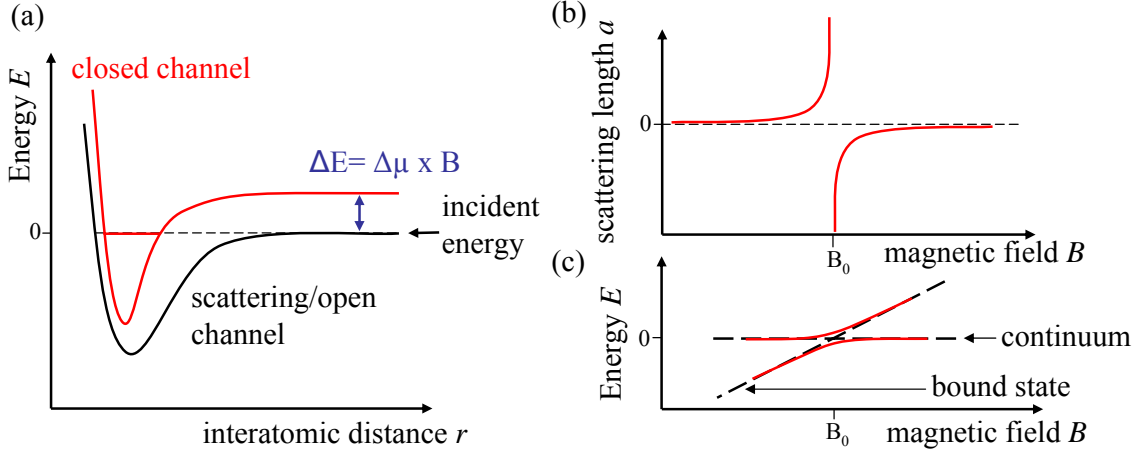 (a)
Energy E
closed channel
ΔE= Δμ x B
0
incident
energy
scattering/open
channel
interatomic distance r
(b)
scattering length a
0
B₀
magnetic field B
(c)
Energy E
0
continuum
bound state
B₀
magnetic field B